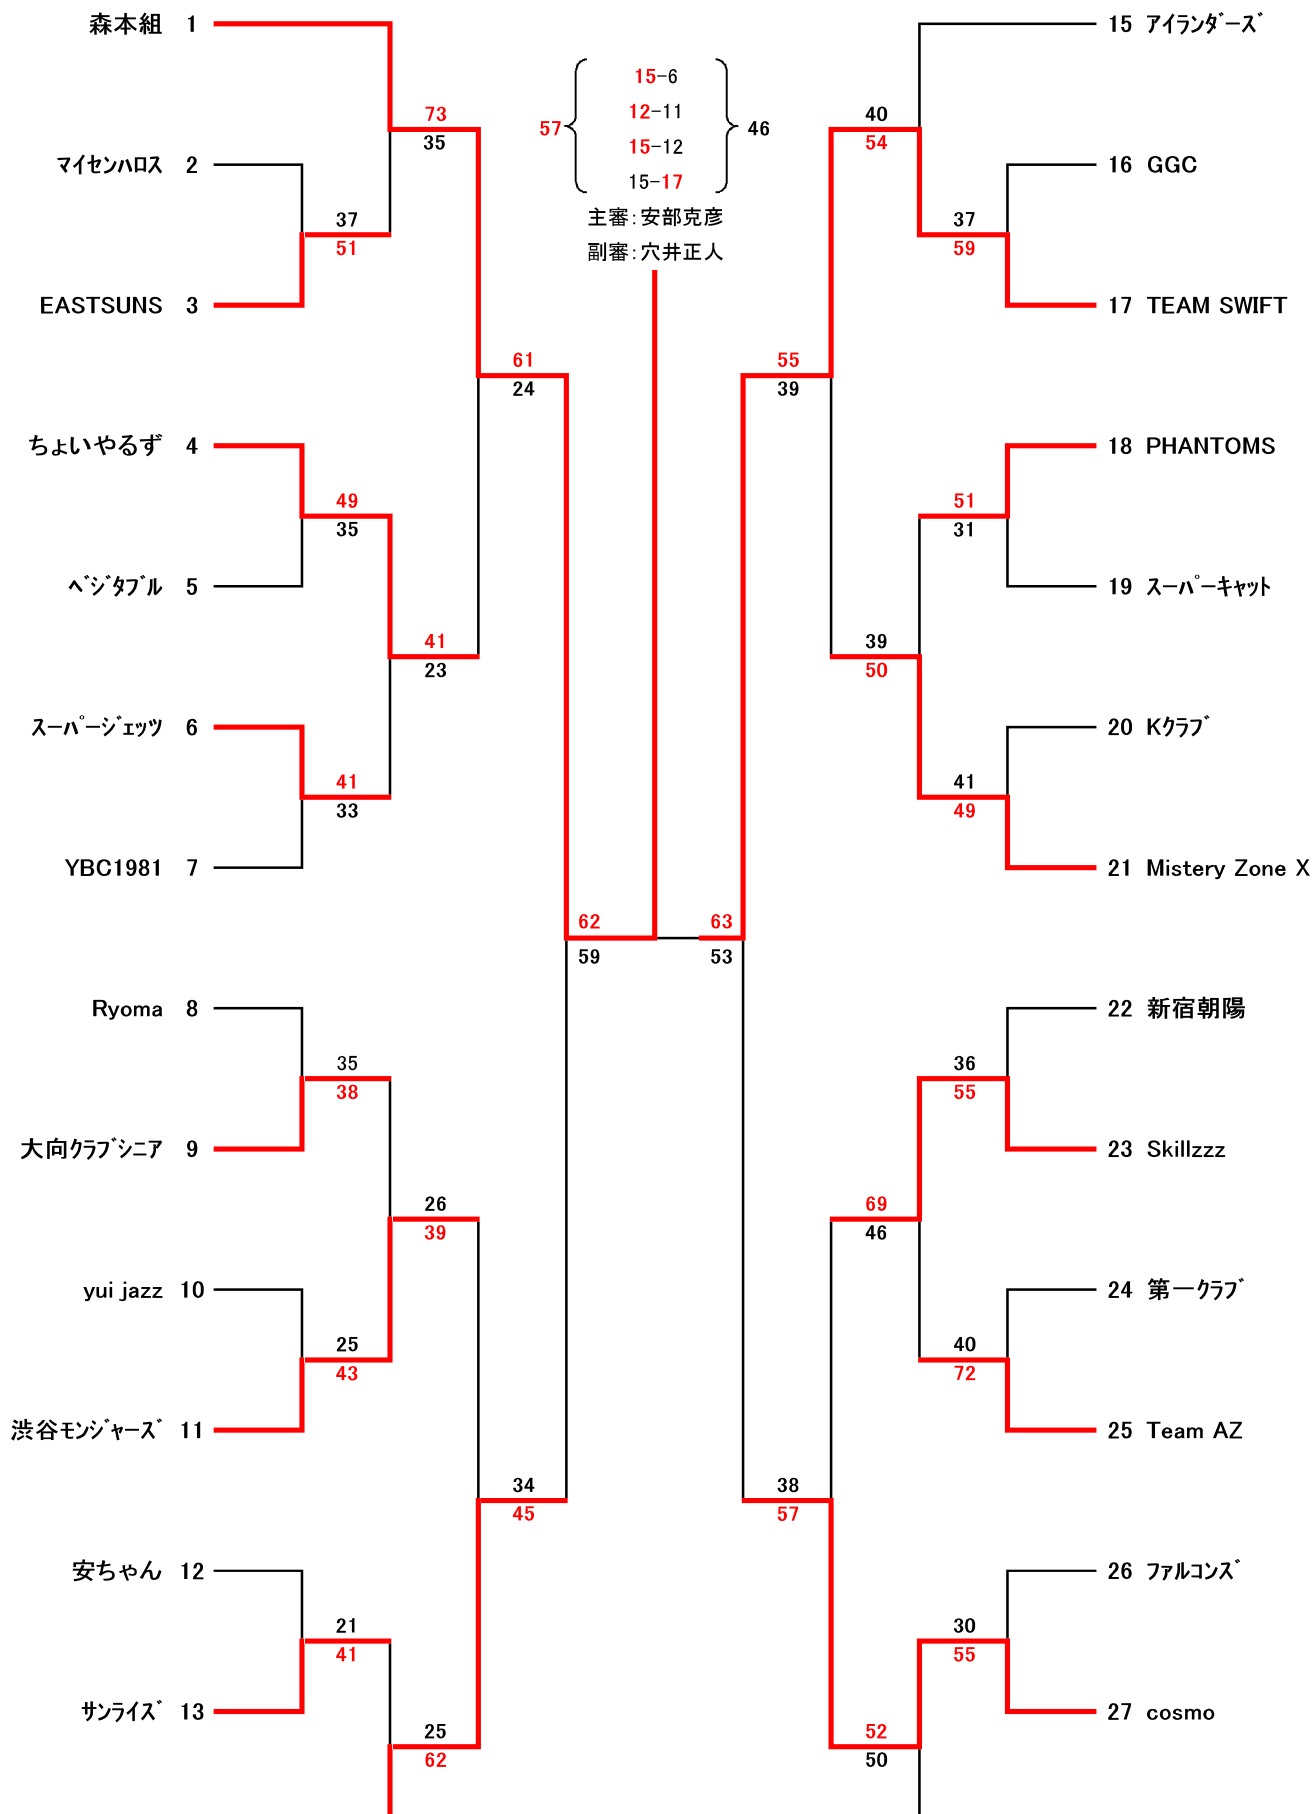 森本組 1
73
35
マイセンハロス 2
37
51
EASTSUNS 3
61
24
ちょいやるず 4
49
35
ベジタブル 5
41
23
スーパージェッツ 6
41
33
YBC1981 7
62
59
Ryoma 8
35
38
大向クラブシニア 9
26
39
yui jazz 10
25
43
渋谷モンジャーズ 11
34
45
安ちゃん 12
21
41
サンライズ 13
25
62
15-6
12-11
57
46
15-12
15-17
主審:安部克彦
副審:穴井正人
15 アイランダーズ
40
54
16 GGC
37
59
17 TEAM SWIFT
55
39
18 PHANTOMS
51
31
19 スーパーキャット
39
50
20 Kクラブ
41
49
21 Mistery Zone X
63
53
22 新宿朝陽
36
55
23 Skillzzz
69
46
24 第一クラブ
40
72
25 Team AZ
38
57
26 ファルコンズ
30
55
27 cosmo
52
50